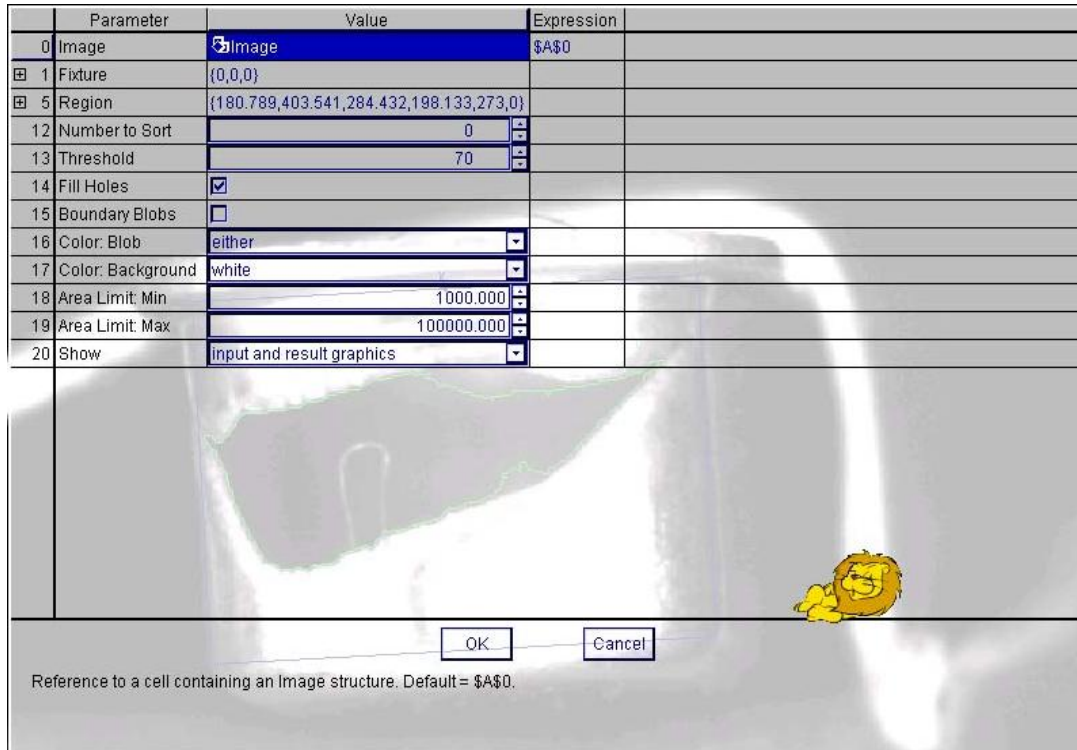 Parameter Value Expression
0 Image Image $A$0
1 Fixture {0,0,0}
5 Region {180.789,403.541,284.432,198.133,273,0}
12 Number to Sort 0
13 Threshold 70
14 Fill Holes
15 Boundary Blobs
16 Color: Blob either
17 Color: Background white
18 Area Limit: Min 1000.000
19 Area Limit: Max 100000.000
20 Show input and result graphics
OK Cancel
Reference to a cell containing an Image structure. Default = $A$0.